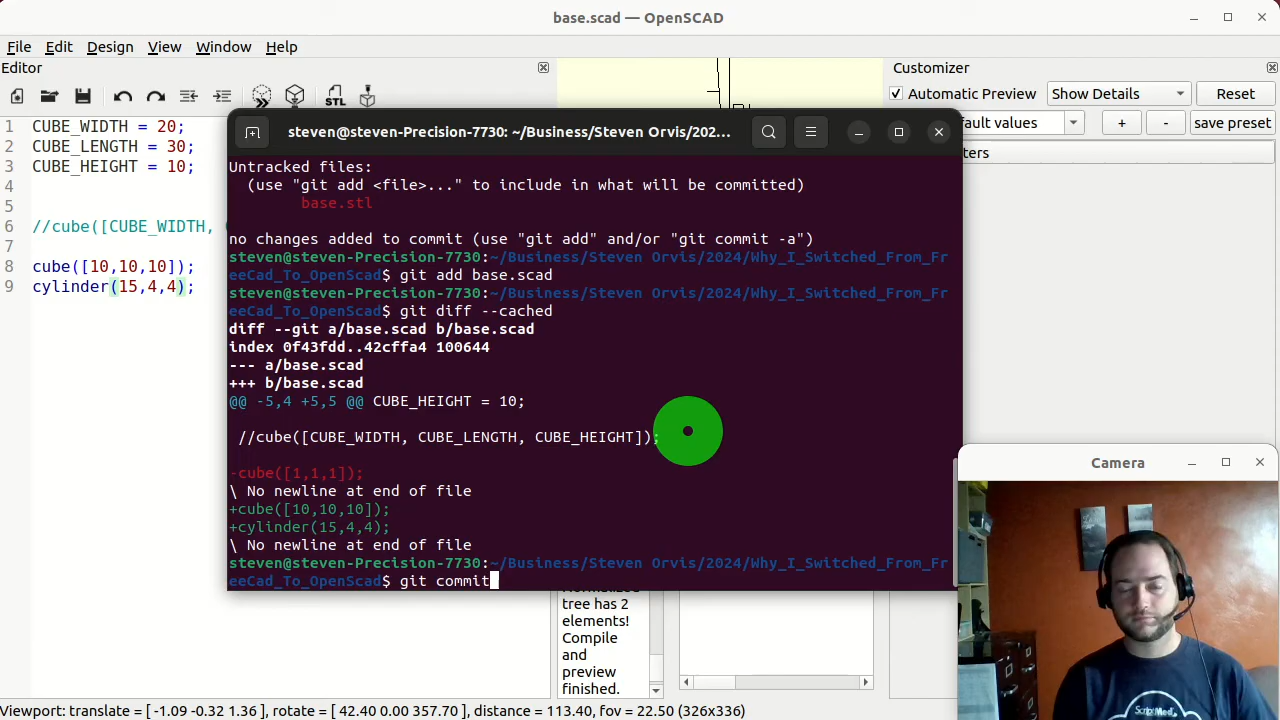 base.scad — OpenSCAD
File Edit Design View Window Help
Editor
Customizer
Automatic Preview
Show Details
Reset
STL
fault values
+
-
save preset
1 CUBE_WIDTH = 20;
2 CUBE_LENGTH = 30;
3 CUBE_HEIGHT = 10;
4
5
6 //cube([CUBE_WIDTH,
7
8 cube([10,10,10]);
9 cylinder(15,4,4);
steven@steven-Precision-7730: ~/Business/Steven Orvis/202...
Untracked files:
(use "git add <file>..." to include in what will be committed)
base.stl
no changes added to commit (use "git add" and/or "git commit -a")
steven@steven-Precision-7730:~/Business/Steven Orvis/2024/Why_I_Switched_From_Fr
eeCad_To_OpenScad$ git add base.scad
steven@steven-Precision-7730:~/Business/Steven Orvis/2024/Why_I_Switched_From_Fr
eeCad_To_OpenScad$ git diff --cached
diff --git a/base.scad b/base.scad
index 0f43fdd..42cffa4 100644
--- a/base.scad
+++ b/base.scad
@@ -5,4 +5,5 @@ CUBE_HEIGHT = 10;
//cube([CUBE_WIDTH, CUBE_LENGTH, CUBE_HEIGHT]);
-cube([1,1,1]);
\ No newline at end of file
+cube([10,10,10]);
+cylinder(15,4,4);
\ No newline at end of file
steven@steven-Precision-7730:~/Business/Steven Orvis/2024/Why_I_Switched_From_Fr
eeCad_To_OpenScad$ git commit
ters
Camera
tree has 2
elements!
Compile
and
preview
finished.
Viewport: translate = [ -1.09 -0.32 1.36 ], rotate = [ 42.40 0.00 357.70 ], distance = 113.40, fov = 22.50 (326x336)